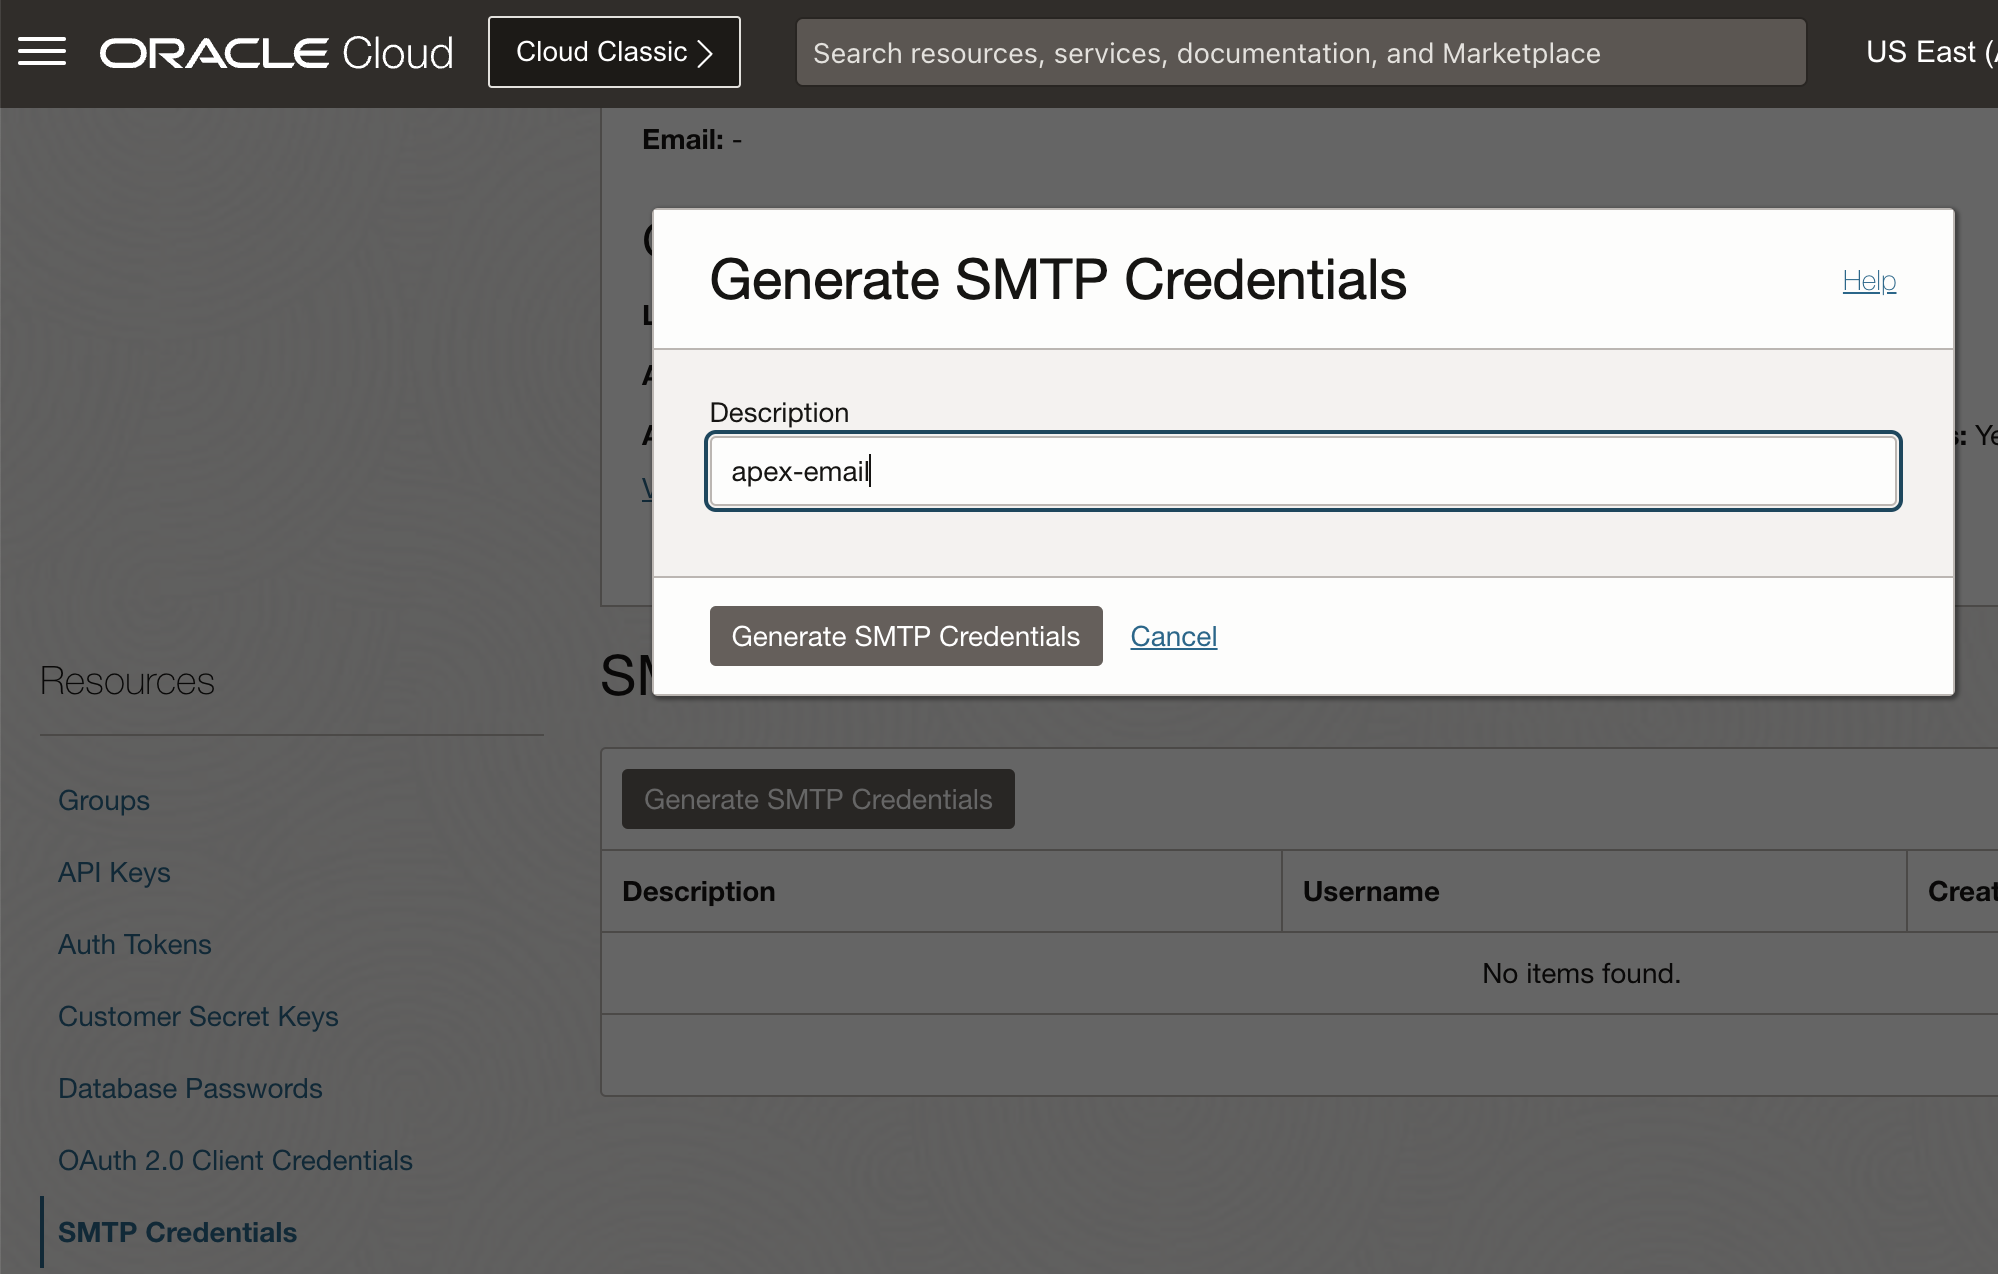 ORACLE Cloud
Cloud Classic
Search resources, services, documentation, and Marketplace
US East (
Email: -
Generate SMTP Credentials
Help
Description
apex-email
Generate SMTP Credentials
Cancel
Resources
Groups
API Keys
Auth Tokens
Customer Secret Keys
Database Passwords
OAuth 2.0 Client Credentials
SMTP Credentials
Generate SMTP Credentials
Description Username
No items found.